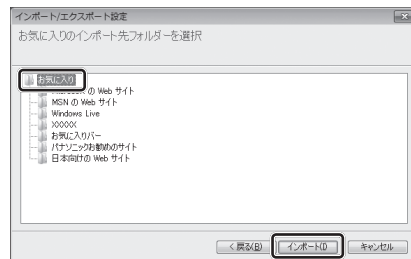 インポート/エクスポート設定
お気に入りのインポート先フォルダーを選択
お気に入り
の Web サイト
MSN の Web サイト
Windows Live
XXXXX
お気に入りバー
パナソニックお勧めのサイト
日本向けの Web サイト
< 戻る(B)
インポート(I)
キャンセル